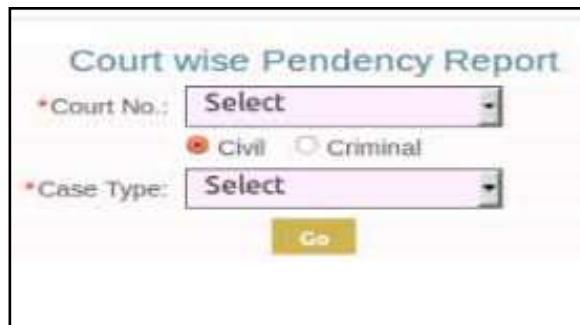 Court wise Pendency Report
*Court No.: Select
Civil Criminal
*Case Type: Select
Go